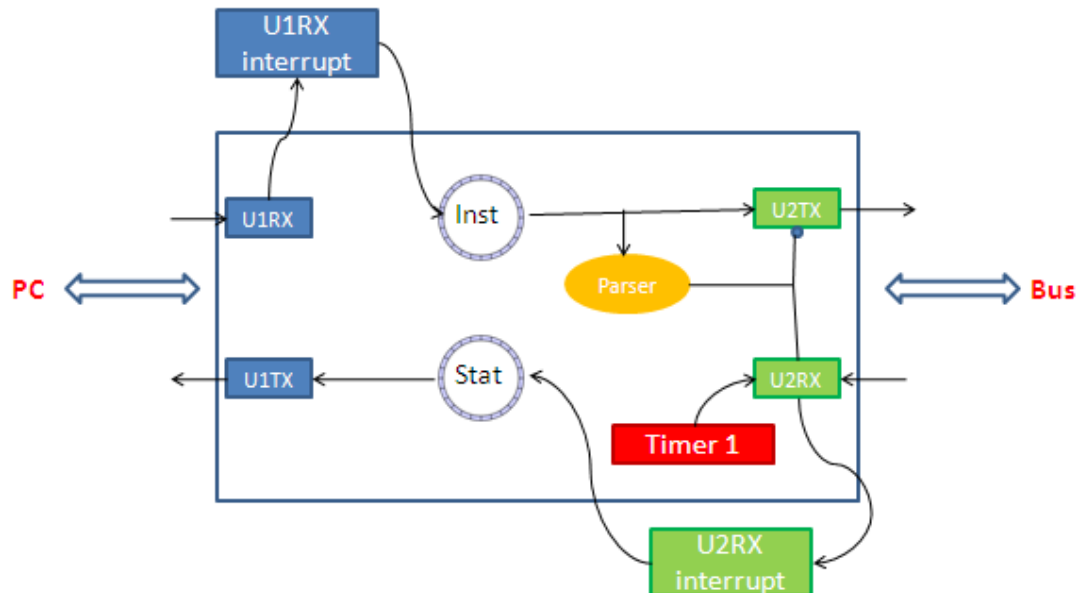 U1RX
interrupt
U1RX
Inst
U2TX
Parser
PC
Bus
U1TX
Stat
U2RX
Timer 1
U2RX
interrupt